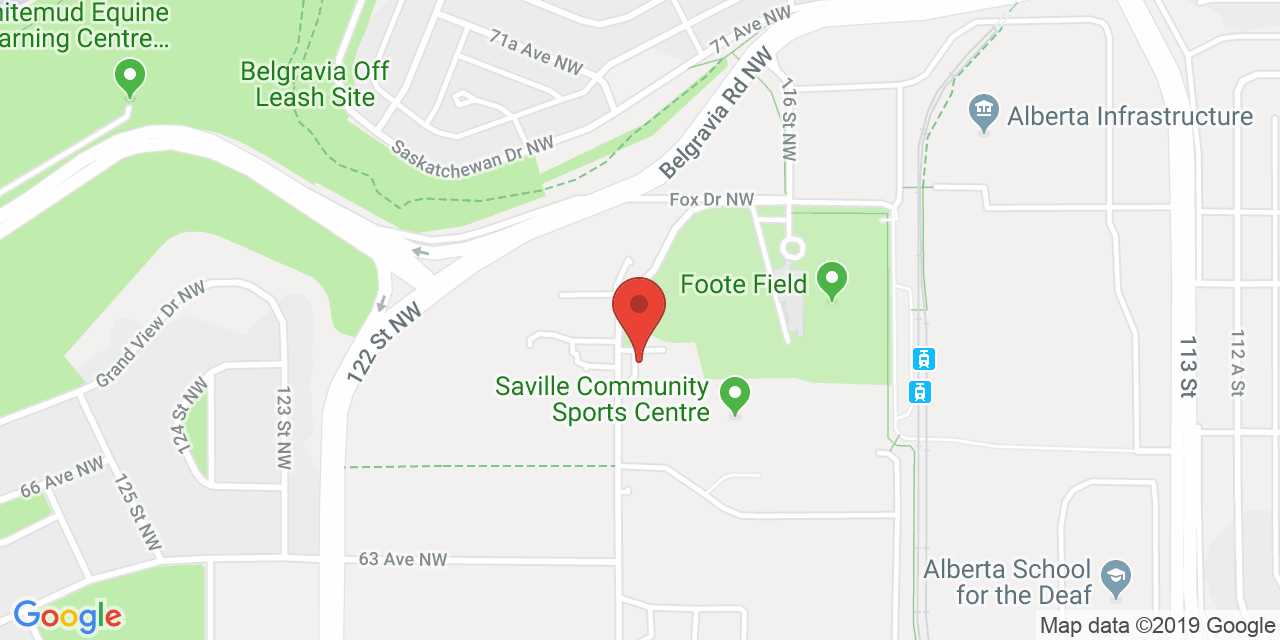 itemud Equine
arning Centre...
Belgravia Off
Leash Site
71a Ave NW
71 Ave NW
Belgravia Rd NW
116 St NW
Alberta Infrastructure
Saskatchewan Dr NW
Fox Dr NW
Foote Field
Grand View Dr NW
122 St NW
113 St
112 A St
Saville Community
Sports Centre
124 St NW
123 St NW
66 Ave NW
125 St NW
63 Ave NW
Alberta School
for the Deaf
Google
Map data ©2019 Google